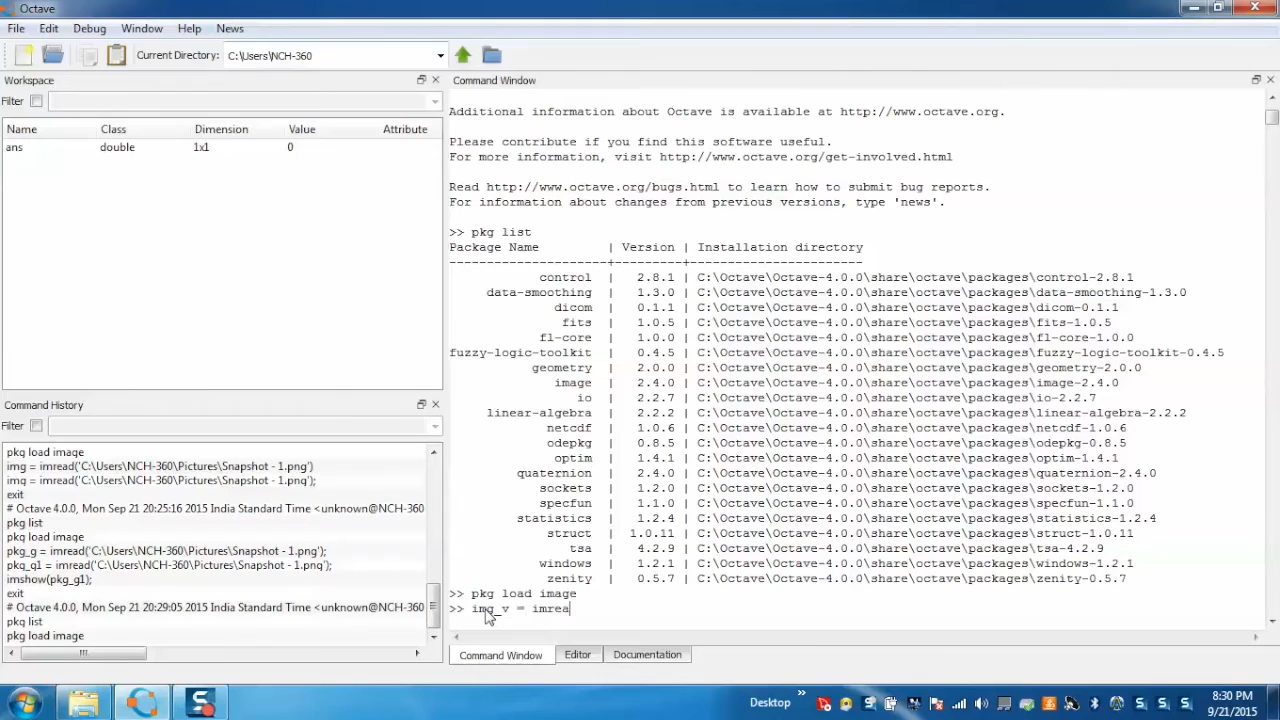 Octave
File Edit Debug Window Help News
Current Directory: C:\Users\NCH-360
Workspace
Filter
Name Class Dimension Value Attribute
ans double 1x1 0
Command History
Filter
pkg load image
img = imread('C:\Users\NCH-360\Pictures\Snapshot - 1.png')
img = imread('C:\Users\NCH-360\Pictures\Snapshot - 1.png');
exit
# Octave 4.0.0, Mon Sep 21 20:25:16 2015 India Standard Time <unknown@NCH-360
pkg list
pkg load image
pkg_g = imread('C:\Users\NCH-360\Pictures\Snapshot - 1.png');
pkg_g1 = imread('C:\Users\NCH-360\Pictures\Snapshot - 1.png');
imshow(pkg_g1);
exit
# Octave 4.0.0, Mon Sep 21 20:29:05 2015 India Standard Time <unknown@NCH-360
pkg list
pkg load image
Command Window
Additional information about Octave is available at http://www.octave.org.
Please contribute if you find this software useful.
For more information, visit http://www.octave.org/get-involved.html
Read http://www.octave.org/bugs.html to learn how to submit bug reports.
For information about changes from previous versions, type 'news'.
>> pkg list
Package Name | Version | Installation directory
---------------------+---------+-----------------------
control | 2.8.1 | C:\Octave\Octave-4.0.0\share\octave\packages\control-2.8.1
data-smoothing | 1.3.0 | C:\Octave\Octave-4.0.0\share\octave\packages\data-smoothing-1.3.0
dicom | 0.1.1 | C:\Octave\Octave-4.0.0\share\octave\packages\dicom-0.1.1
fits | 1.0.5 | C:\Octave\Octave-4.0.0\share\octave\packages\fits-1.0.5
fl-core | 1.0.0 | C:\Octave\Octave-4.0.0\share\octave\packages\fl-core-1.0.0
fuzzy-logic-toolkit | 0.4.5 | C:\Octave\Octave-4.0.0\share\octave\packages\fuzzy-logic-toolkit-0.4.5
geometry | 2.0.0 | C:\Octave\Octave-4.0.0\share\octave\packages\geometry-2.0.0
image | 2.4.0 | C:\Octave\Octave-4.0.0\share\octave\packages\image-2.4.0
io | 2.2.7 | C:\Octave\Octave-4.0.0\share\octave\packages\io-2.2.7
linear-algebra | 2.2.2 | C:\Octave\Octave-4.0.0\share\octave\packages\linear-algebra-2.2.2
netcdf | 1.0.6 | C:\Octave\Octave-4.0.0\share\octave\packages\netcdf-1.0.6
odepkg | 0.8.5 | C:\Octave\Octave-4.0.0\share\octave\packages\odepkg-0.8.5
optim | 1.4.1 | C:\Octave\Octave-4.0.0\share\octave\packages\optim-1.4.1
quaternion | 2.4.0 | C:\Octave\Octave-4.0.0\share\octave\packages\quaternion-2.4.0
sockets | 1.2.0 | C:\Octave\Octave-4.0.0\share\octave\packages\sockets-1.2.0
specfun | 1.1.0 | C:\Octave\Octave-4.0.0\share\octave\packages\specfun-1.1.0
statistics | 1.2.4 | C:\Octave\Octave-4.0.0\share\octave\packages\statistics-1.2.4
struct | 1.0.11 | C:\Octave\Octave-4.0.0\share\octave\packages\struct-1.0.11
tsa | 4.2.9 | C:\Octave\Octave-4.0.0\share\octave\packages\tsa-4.2.9
windows | 1.2.1 | C:\Octave\Octave-4.0.0\share\octave\packages\windows-1.2.1
zenity | 0.5.7 | C:\Octave\Octave-4.0.0\share\octave\packages\zenity-0.5.7
>> pkg load image
>> img_v = imrea
Command Window Editor Documentation
Desktop
8:30 PM
9/21/2015